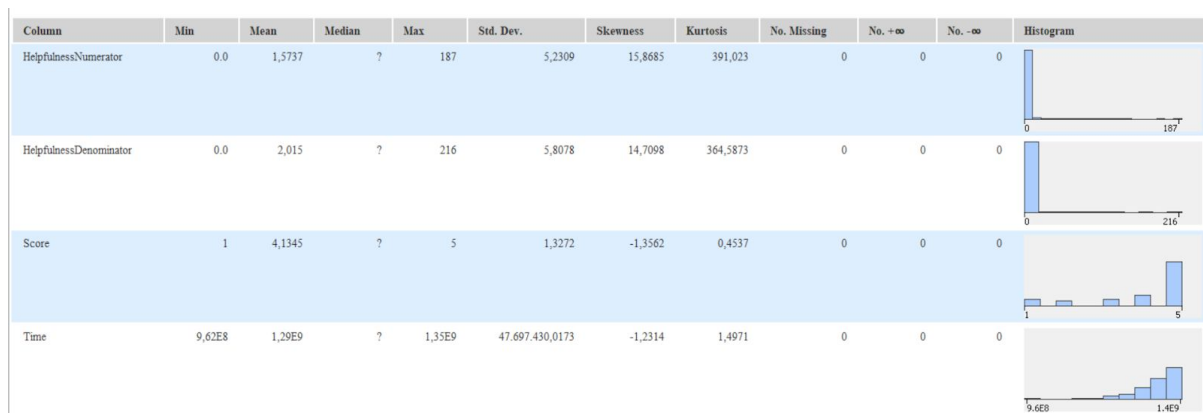 Column Min Mean Median Max Std. Dev. Skewness Kurtosis No. Missing No. +∞ No. -∞ Histogram
HelpfulnessNumerator 0.0 1,5737 ? 187 5,2309 15,8685 391,023 0 0 0
0 187
HelpfulnessDenominator 0.0 2,015 ? 216 5,8078 14,7098 364,5873 0 0 0
0 216
Score 1 4,1345 ? 5 1,3272 -1,3562 0,4537 0 0 0
1 5
Time 9,62E8 1,29E9 ? 1,35E9 47.697.430,0173 -1,2314 1,4971 0 0 0
9.6E8 1.4E9